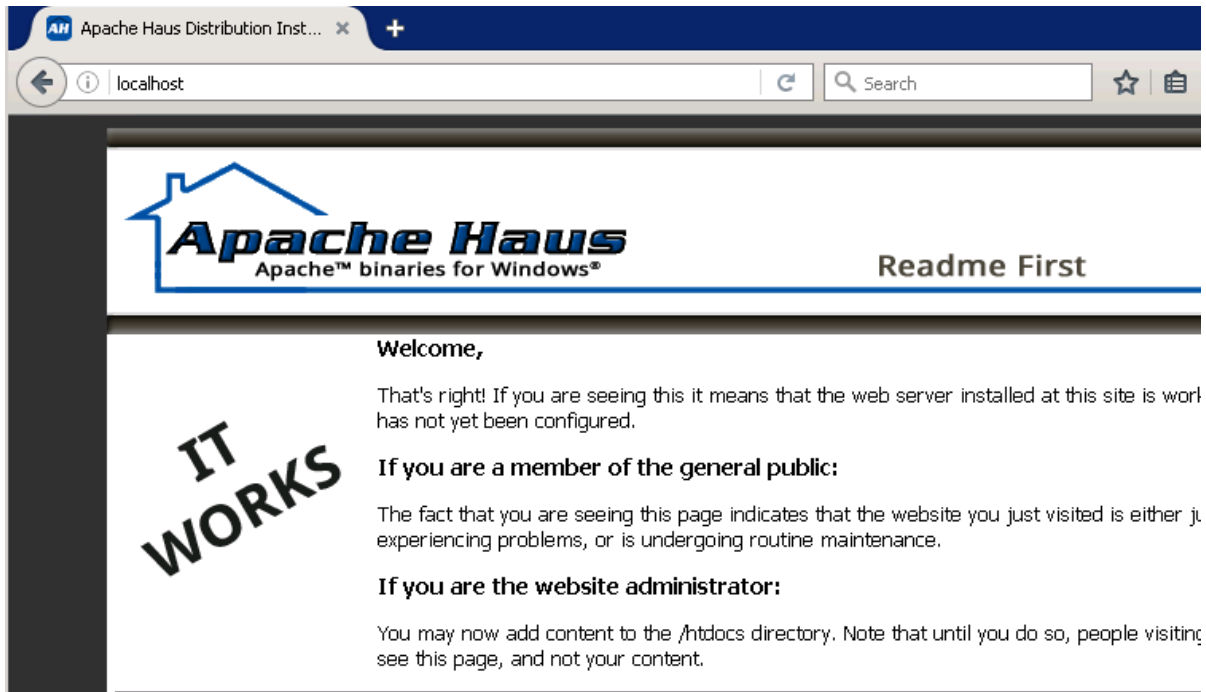 AH Apache Haus Distribution Inst...
localhost
Search
Apache Haus
Apache™ binaries for Windows®
Readme First
IT
WORKS
Welcome,
That's right! If you are seeing this it means that the web server installed at this site is
has not yet been configured.
If you are a member of the general public:
The fact that you are seeing this page indicates that the website you just visited is either
experiencing problems, or is undergoing routine maintenance.
If you are the website administrator:
You may now add content to the /htdocs directory. Note that until you do so, people visiting
see this page, and not your content.